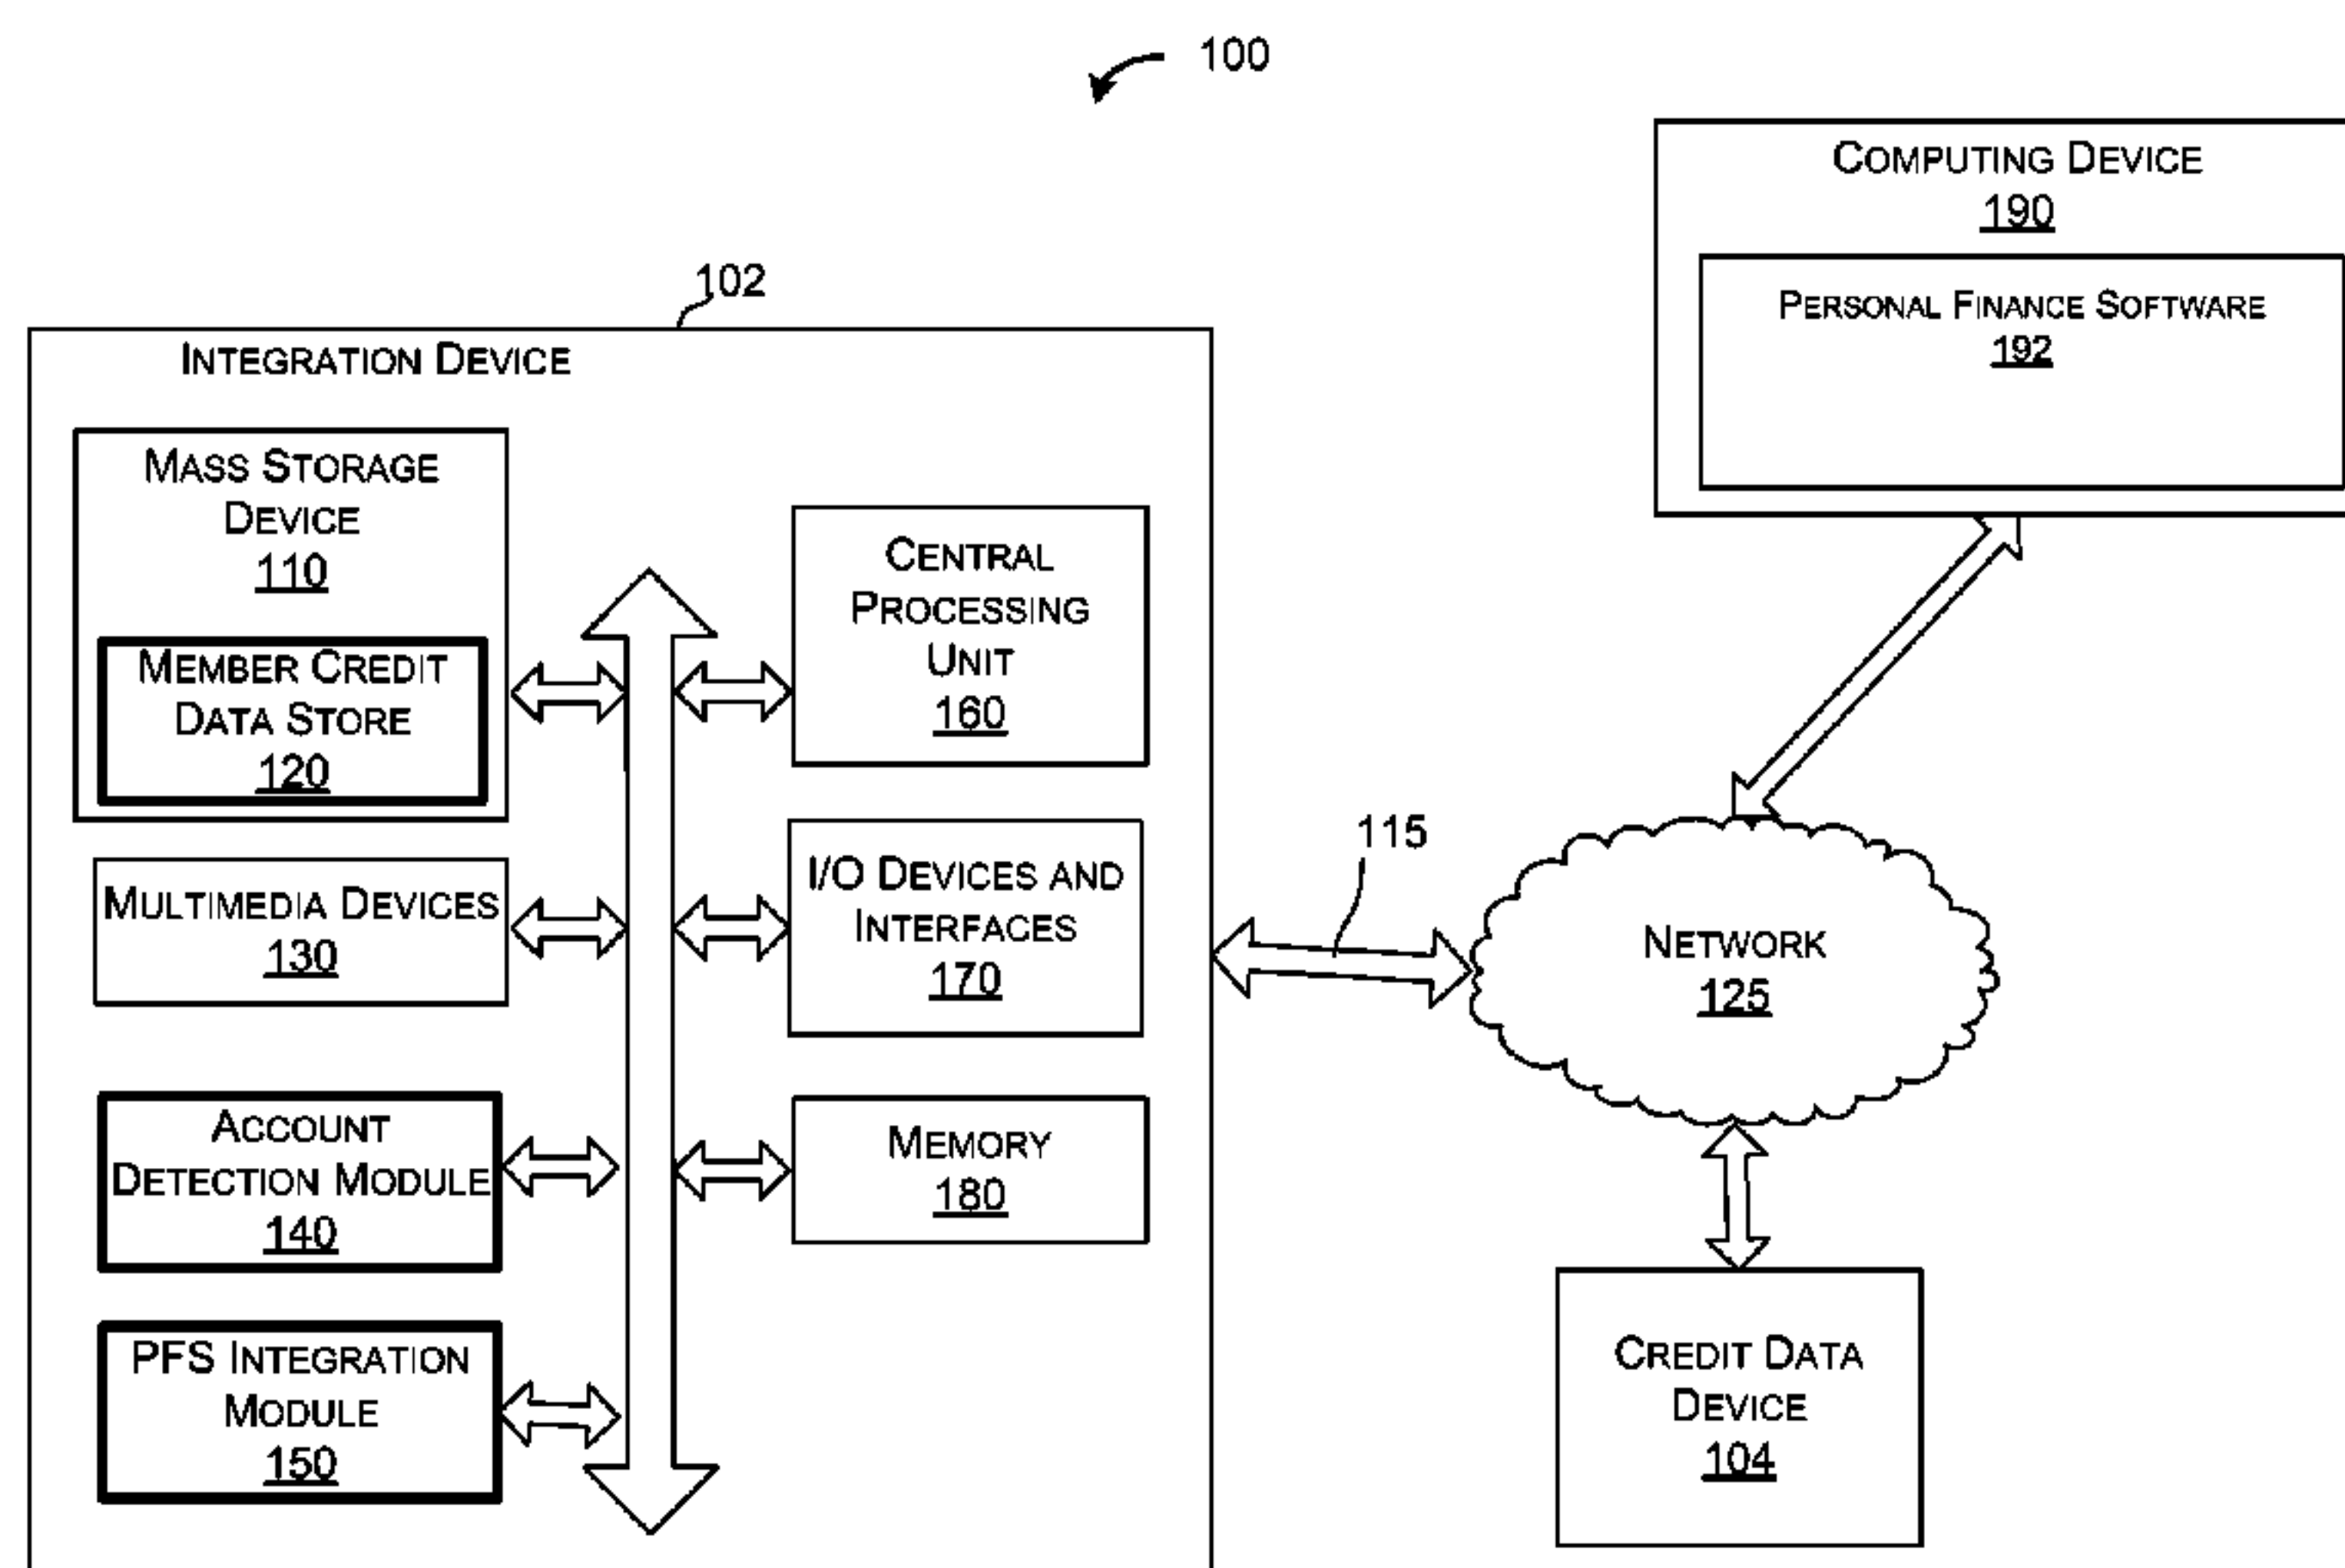 100
COMPUTING DEVICE
190
PERSONAL FINANCE SOFTWARE
192
102
INTEGRATION DEVICE
MASS STORAGE
DEVICE
110
MEMBER CREDIT
DATA STORE
120
MULTIMEDIA DEVICES
130
ACCOUNT
DETECTION MODULE
140
PFS INTEGRATION
MODULE
150
CENTRAL
PROCESSING
UNIT
160
I/O DEVICES AND
INTERFACES
170
MEMORY
180
115
NETWORK
125
CREDIT DATA
DEVICE
104